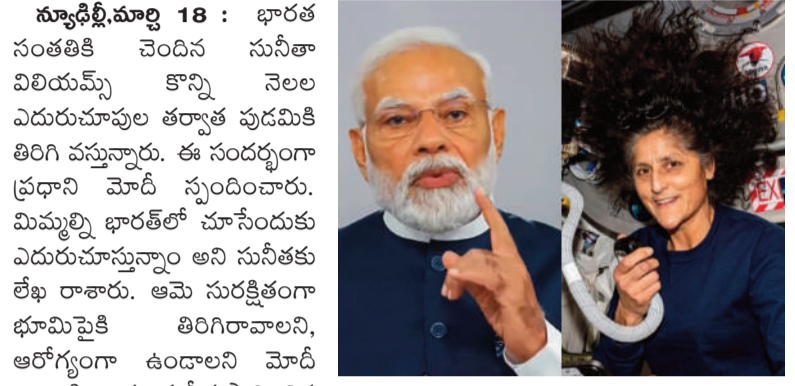 న్యూఢిల్లీ,మార్చి 18 : భారత
సంతతికి చెందిన సునీతా
విలియమ్స్ కొన్ని నెలల
ఎదురుచూపుల తర్వాత పుడమికి
తిరిగి వస్తున్నారు. ఈ సందర్భంగా
ప్రధాని మోదీ స్పందించారు.
మిమ్మల్ని భారత్‌లో చూసేందుకు
ఎదురుచూస్తున్నాం అని సునీతకు
లేఖ రాశారు. ఆమె సురక్షితంగా
భూమిపైకి తిరిగిరావాలని,
ఆరోగ్యంగా ఉండాలని మోదీ
EX